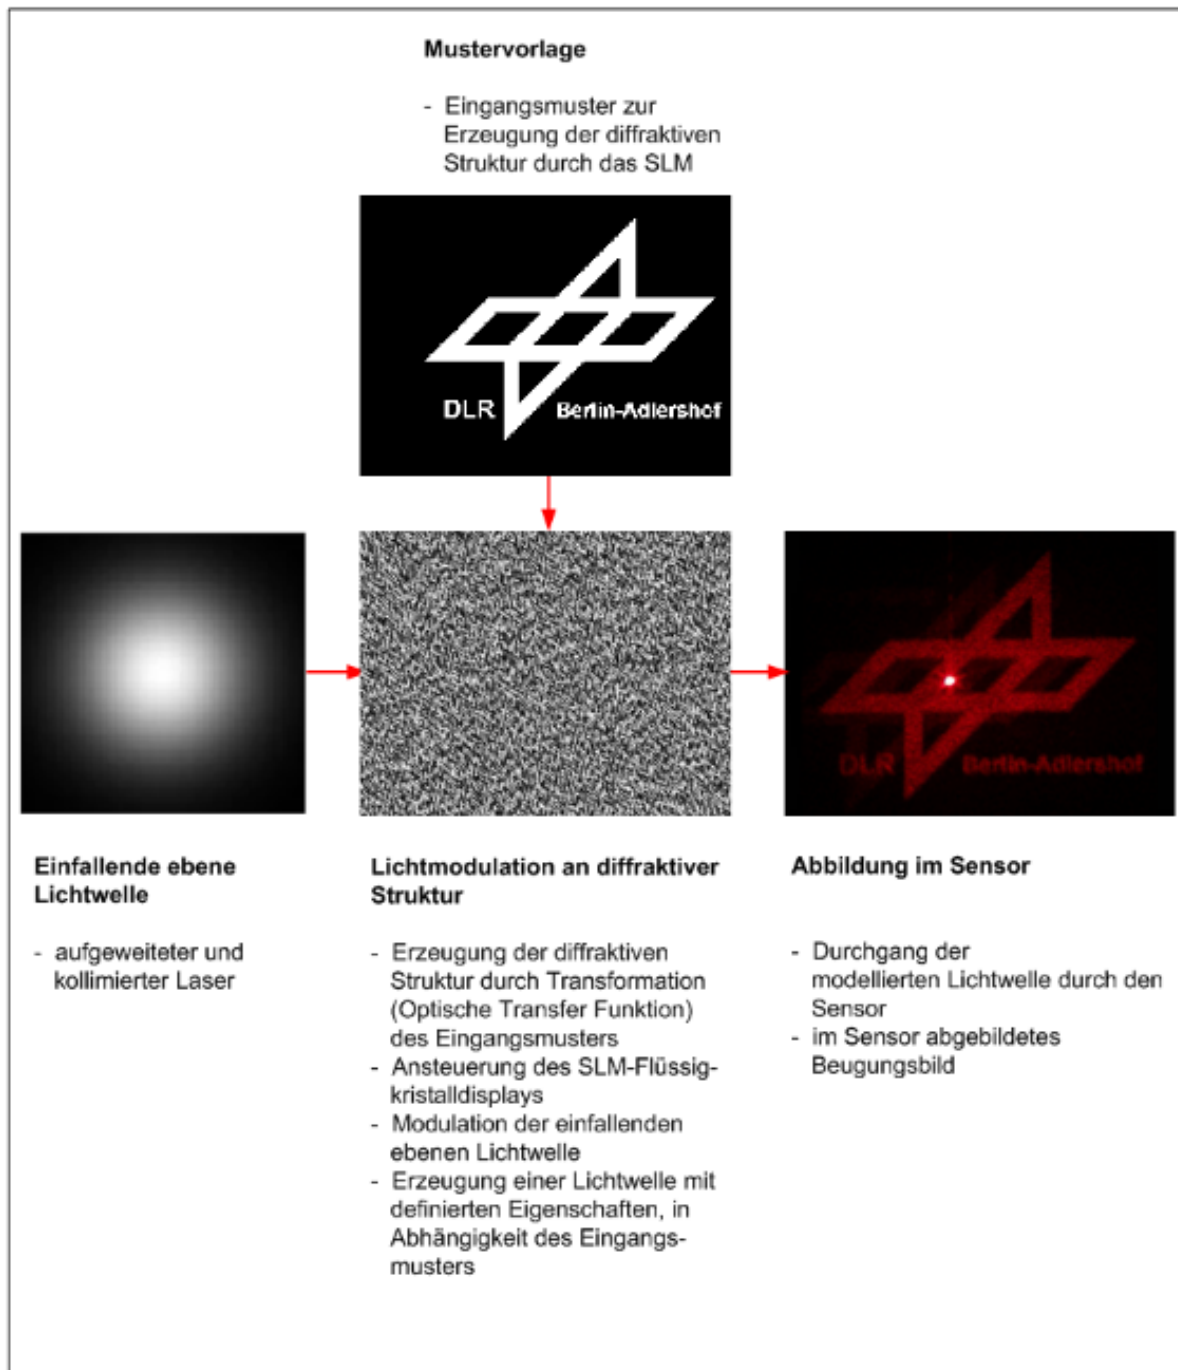 Mustervorlage
- Eingangsmuster zur
Erzeugung der diffraktiven
Struktur durch das SLM
DLR Berlin-Adlershof
DLR Berlin-Adlershof
Einfallende ebene
Lichtwelle
- aufgeweiteter und
kollimierter Laser
Lichtmodulation an diffraktiver
Struktur
- Erzeugung der diffraktiven
Struktur durch Transformation
(Optische Transfer Funktion)
des Eingangsmusters
- Ansteuerung des SLM-Flüssig-
kristalldisplays
- Modulation der einfallenden
ebenen Lichtwelle
- Erzeugung einer Lichtwelle mit
definierten Eigenschaften, in
Abhängigkeit des Eingangs-
musters
Abbildung im Sensor
- Durchgang der
modellierten Lichtwelle durch den
Sensor
- im Sensor abgebildetes
Beugungsbild